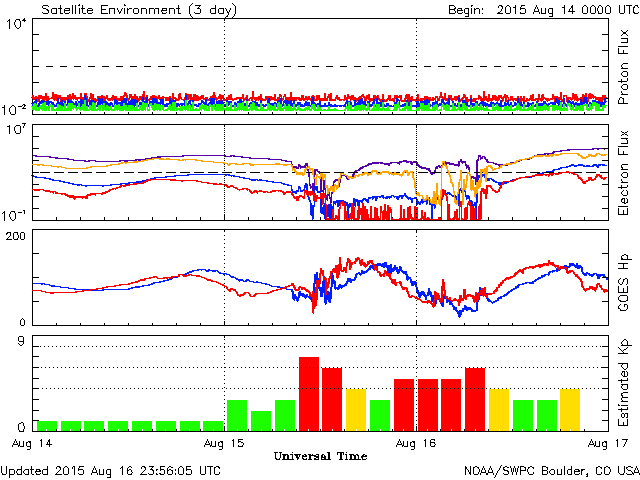 Satellite Environment (3 day)
Begin: 2015 Aug 14 0000 UTC
10⁴
10⁻²
Proton Flux
10⁷
10⁻¹
Electron Flux
200
0
GOES Hp
9
0
Estimated Kp
Aug 14
Aug 15
Aug 16
Aug 17
Universal Time
Updated 2015 Aug 16 23:56:05 UTC
NOAA/SWPC Boulder, CO USA